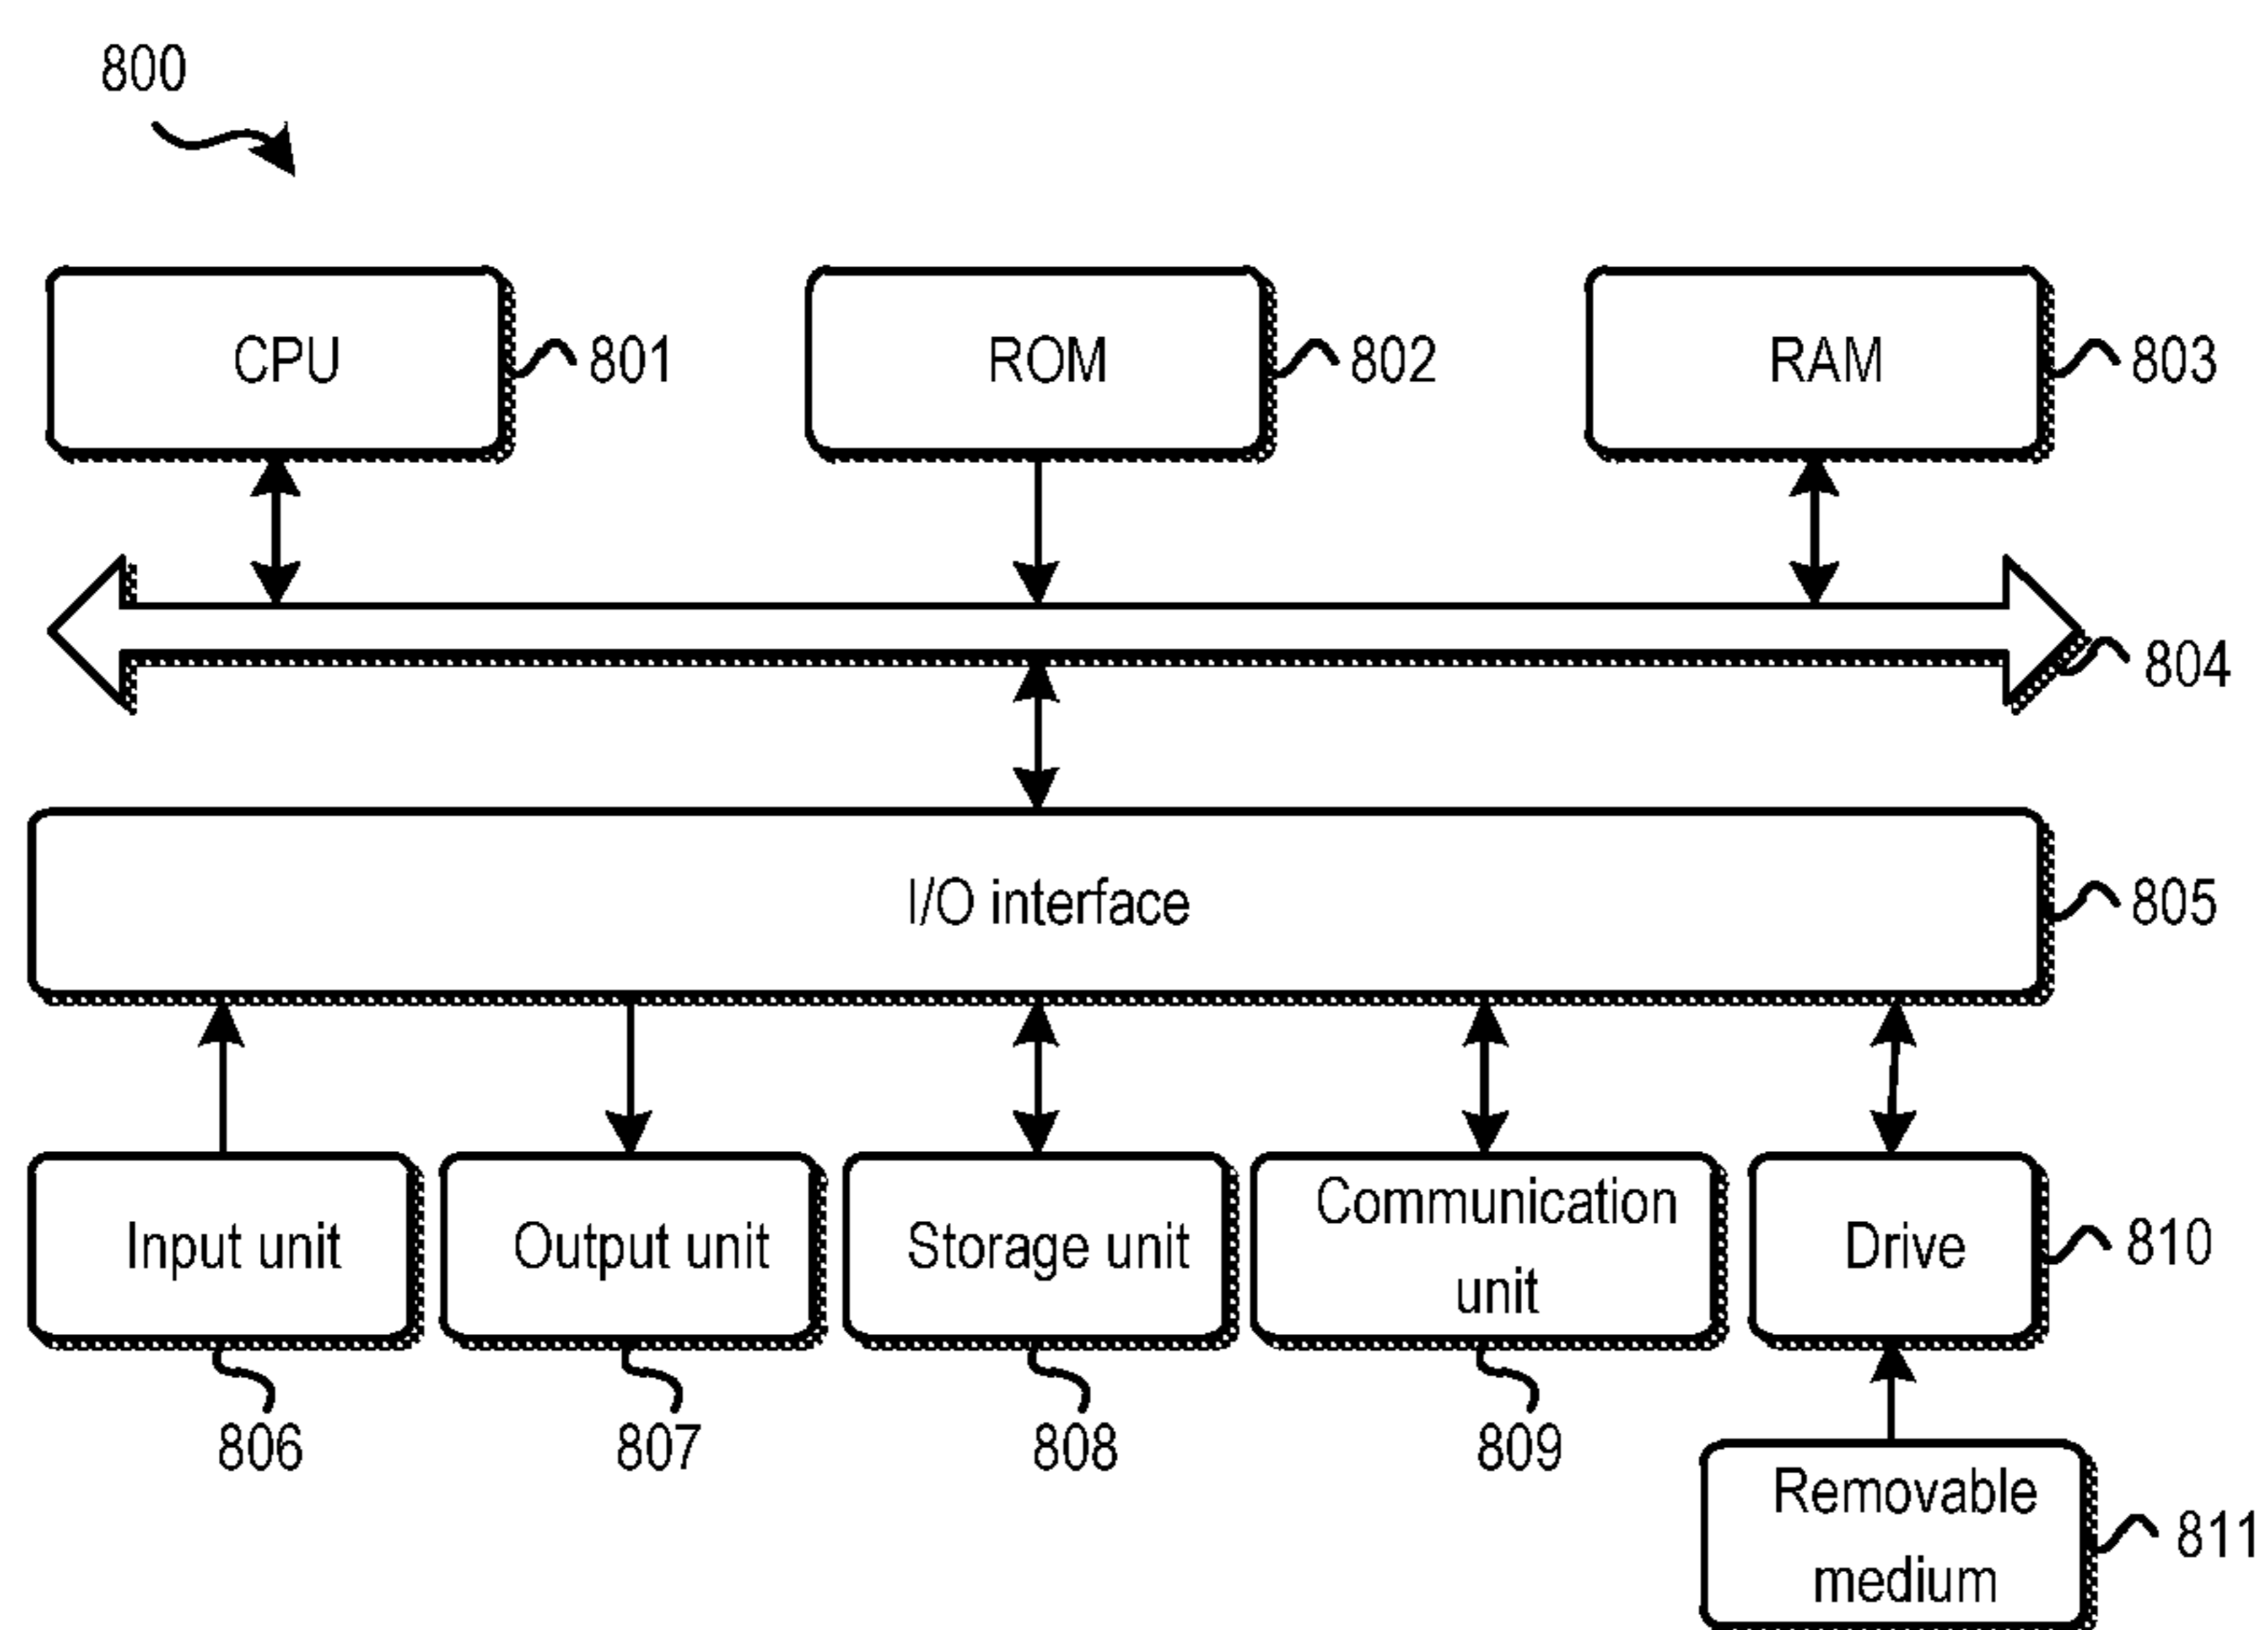 800
CPU
801
ROM
802
RAM
803
804
I/O interface
805
Input unit
Output unit
Storage unit
Communication
unit
Drive
810
806
807
808
809
Removable
medium
811